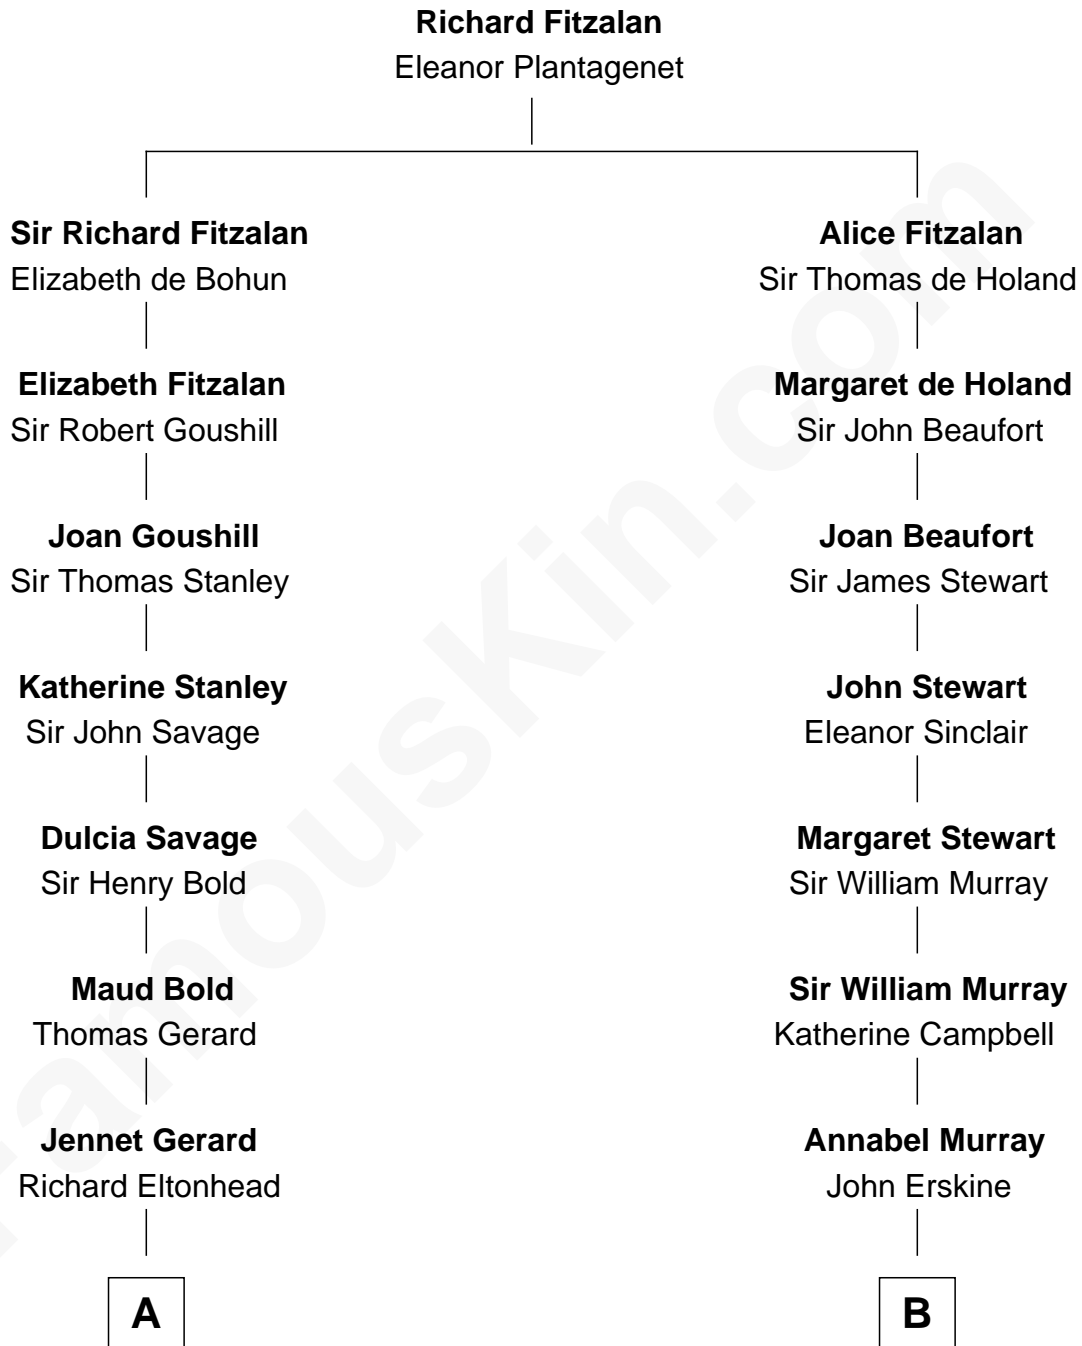 Richard Fitzalan
Eleanor Plantagenet
Sir Richard Fitzalan
Elizabeth de Bohun
Alice Fitzalan
Sir Thomas de Holand
Elizabeth Fitzalan
Sir Robert Goushill
Margaret de Holand
Sir John Beaufort
Joan Goushill
Sir Thomas Stanley
Joan Beaufort
Sir James Stewart
Katherine Stanley
Sir John Savage
John Stewart
Eleanor Sinclair
Dulcia Savage
Sir Henry Bold
Margaret Stewart
Sir William Murray
Maud Bold
Thomas Gerard
Sir William Murray
Katherine Campbell
Jennet Gerard
Richard Eltonhead
Annabel Murray
John Erskine
A
B
FamousKin.com